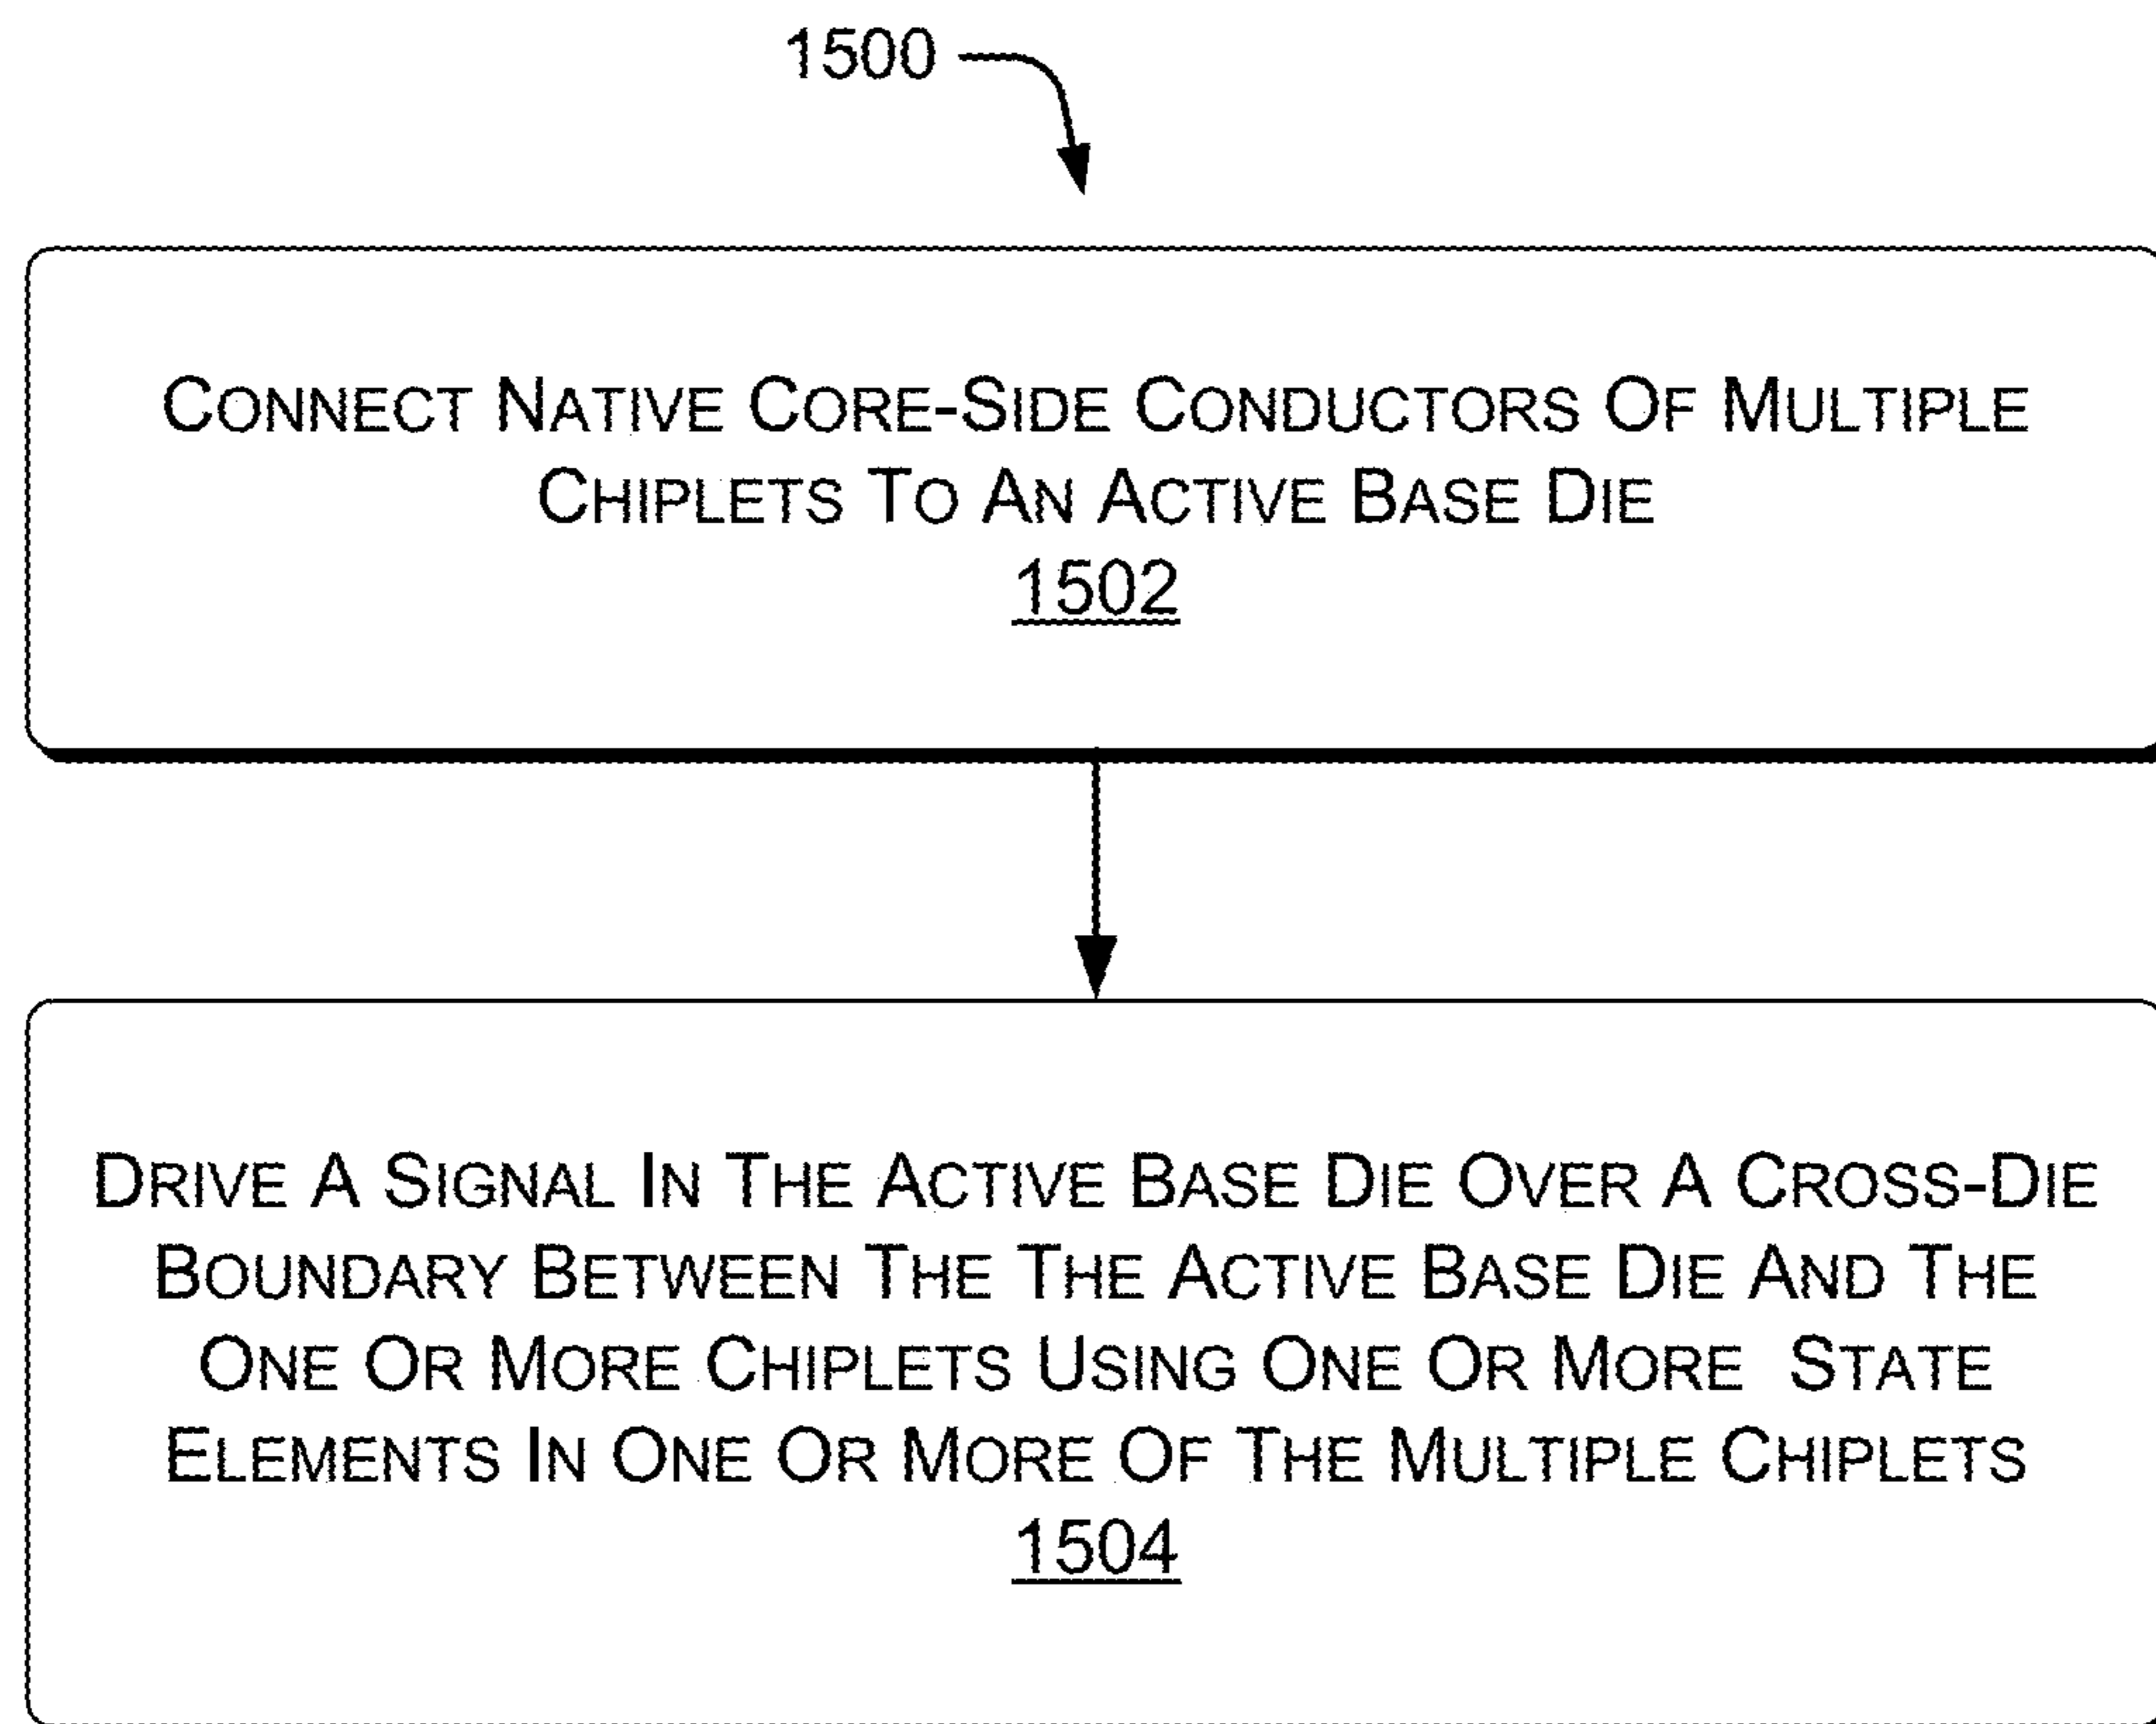 1500
CONNECT NATIVE CORE-SIDE CONDUCTORS OF MULTIPLE
CHIPLETS TO AN ACTIVE BASE DIE
1502
DRIVE A SIGNAL IN THE ACTIVE BASE DIE OVER A CROSS-DIE
BOUNDARY BETWEEN THE THE ACTIVE BASE DIE AND THE
ONE OR MORE CHIPLETS USING ONE OR MORE STATE
ELEMENTS IN ONE OR MORE OF THE MULTIPLE CHIPLETS
1504